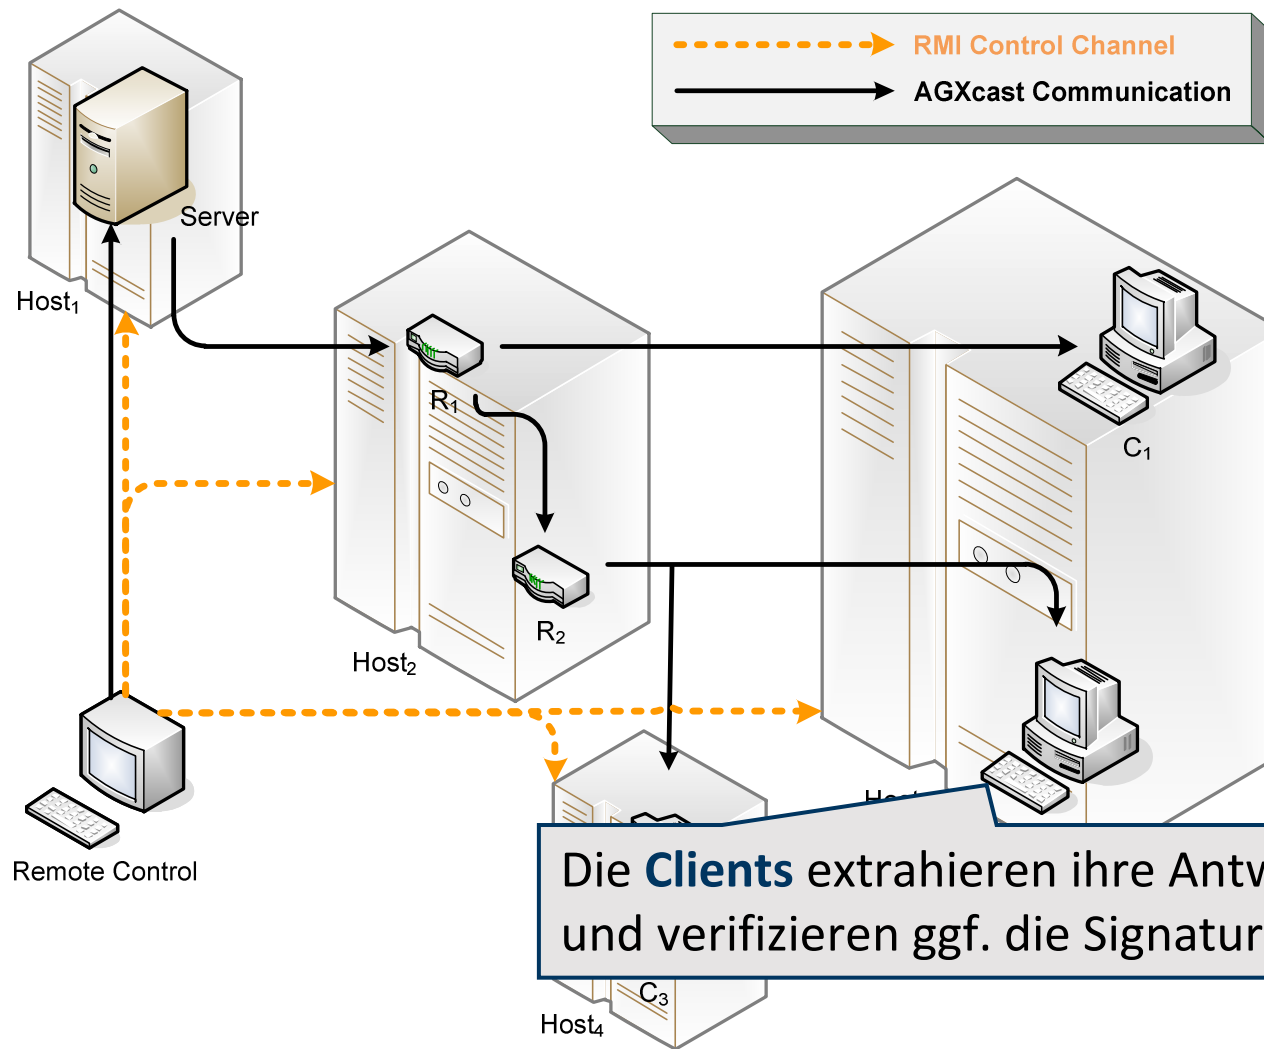 RMI Control Channel
AGXcast Communication
Server
Host₁
R₁
C₁
R₂
Host₂
Remote Control
Die Clients extrahieren ihre
und verifizieren ggf. die Signatur
C₃
Host₄